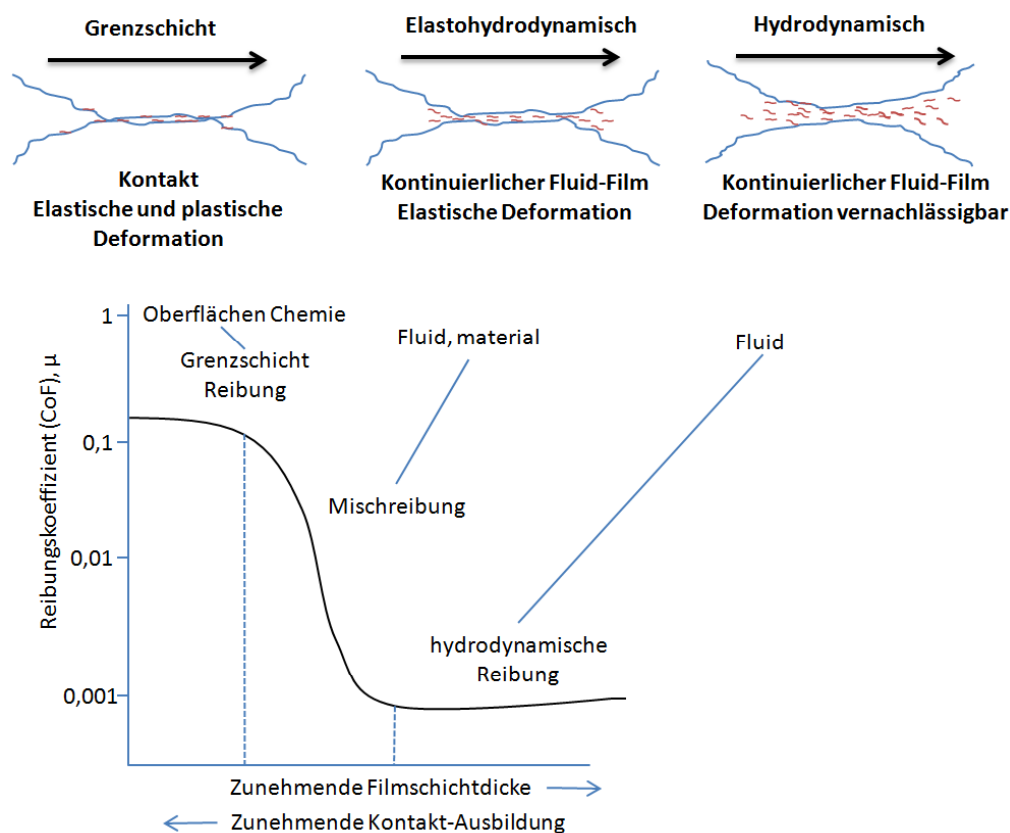 Grenzschicht
Elastohydrodynamisch
Hydrodynamisch
Kontakt
Elastische und plastische
Deformation
Kontinuierlicher Fluid-Film
Elastische Deformation
Kontinuierlicher Fluid-Film
Deformation vernachlässigbar
Reibungskoeffizient (CoF), µ
1
0,1
0,01
0,001
Oberflächen Chemie
Grenzschicht
Reibung
Fluid, material
Fluid
Mischreibung
hydrodynamische
Reibung
Zunehmende Filmschichtdicke
Zunehmende Kontakt-Ausbildung